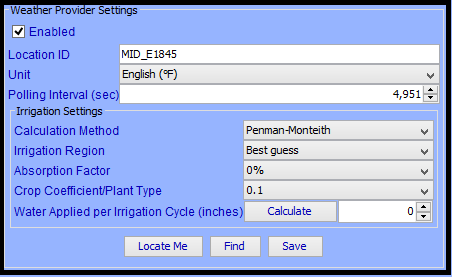 Weather Provider Settings
Enabled
Location ID MID_E1845
Unit English (ºF)
Polling Interval (sec) 4,951
Irrigation Settings
Calculation Method Penman-Monteith
Irrigation Region Best guess
Absorption Factor 0%
Crop Coefficient/Plant Type 0.1
Water Applied per Irrigation Cycle (inches) Calculate 0
Locate Me Find Save